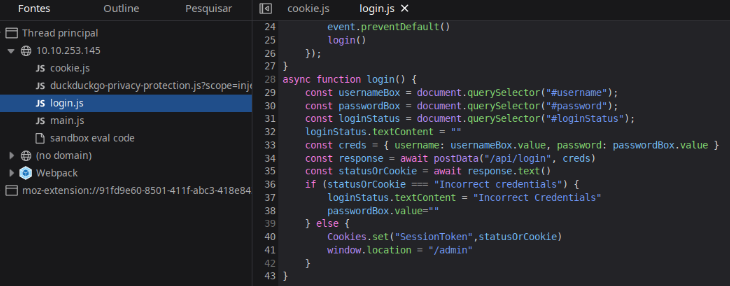 Fontes Outline Pesquisar
Thread principal
10.10.253.145
JS cookie.js
JS duckduckgo-privacy-protection.js?scope=inje
JS login.js
JS main.js
sandbox eval code
(no domain)
Webpack
moz-extension://91fd9e60-8501-411f-abc3-418e84
JS cookie.js JS login.js
24 event.preventDefault()
25 login()
26 });
27 }
28 async function login() {
29 const usernameBox = document.querySelector("#username");
30 const passwordBox = document.querySelector("#password");
31 const loginStatus = document.querySelector("#loginStatus");
32 loginStatus.textContent = ""
33 const creds = { username: usernameBox.value, password: passwordBox.value }
34 const response = await postData("/api/login", creds)
35 const statusOrCookie = await response.text()
36 if (statusOrCookie === "Incorrect credentials") {
37 loginStatus.textContent = "Incorrect Credentials"
38 passwordBox.value=""
39 } else {
40 Cookies.set("SessionToken",statusOrCookie)
41 window.location = "/admin"
42 }
43 }